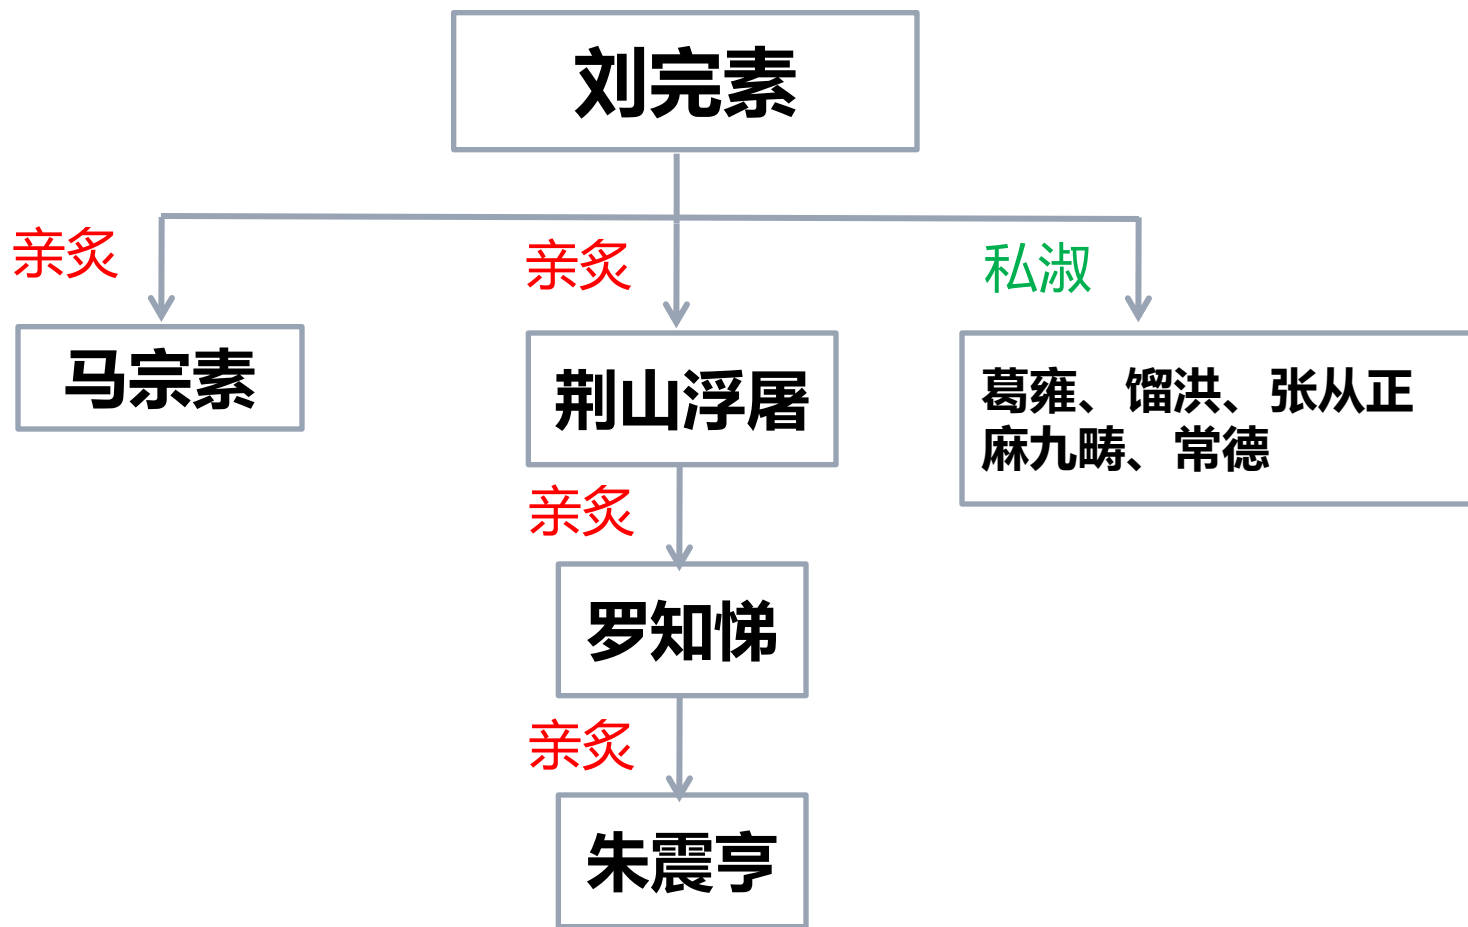 刘完素
亲炙
亲炙
私淑
马宗素
荆山浮屠
葛雍、馏洪、张从正
麻九畴、常德
亲炙
罗知悌
亲炙
朱震亨